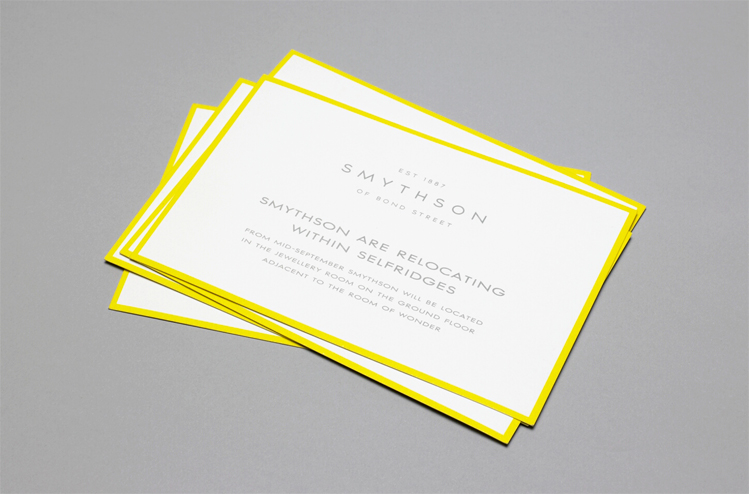 EST 1887
SMYTHSON
OF BOND STREET
SMYTHSON ARE RELOCATING
WITHIN SELFRIDGES
FROM MID-SEPTEMBER SMYTHSON WILL BE LOCATED
IN THE JEWELLERY ROOM ON THE GROUND FLOOR
ADJACENT TO THE ROOM OF WONDER